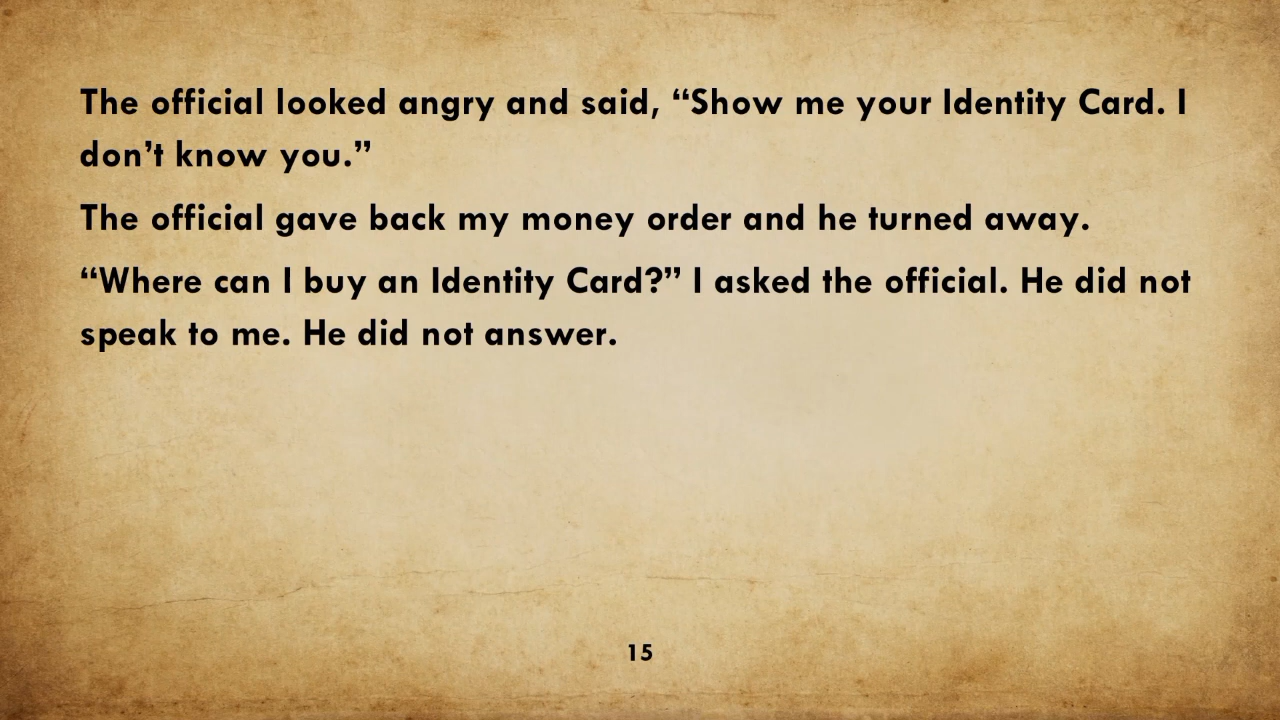 The official looked angry and said, “Show me your Identity Card. I
don’t know you.”
The official gave back my money order and he turned away.
“Where can I buy an Identity Card?” I asked the official. He did not
speak to me. He did not answer.
15